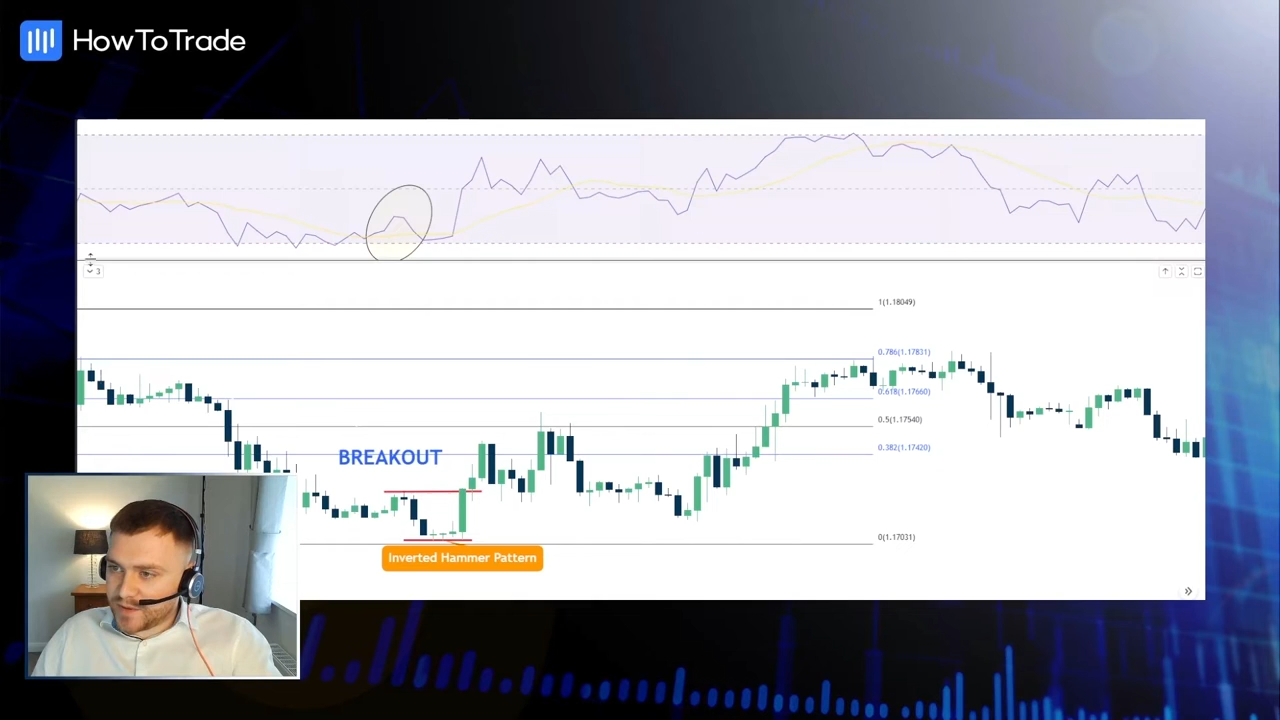 HowToTrade
3
1(1.18049)
0.786(1.17831)
0.618(1.17660)
0.5(1.17540)
0.382(1.17420)
BREAKOUT
0(1.17031)
Inverted Hammer Pattern